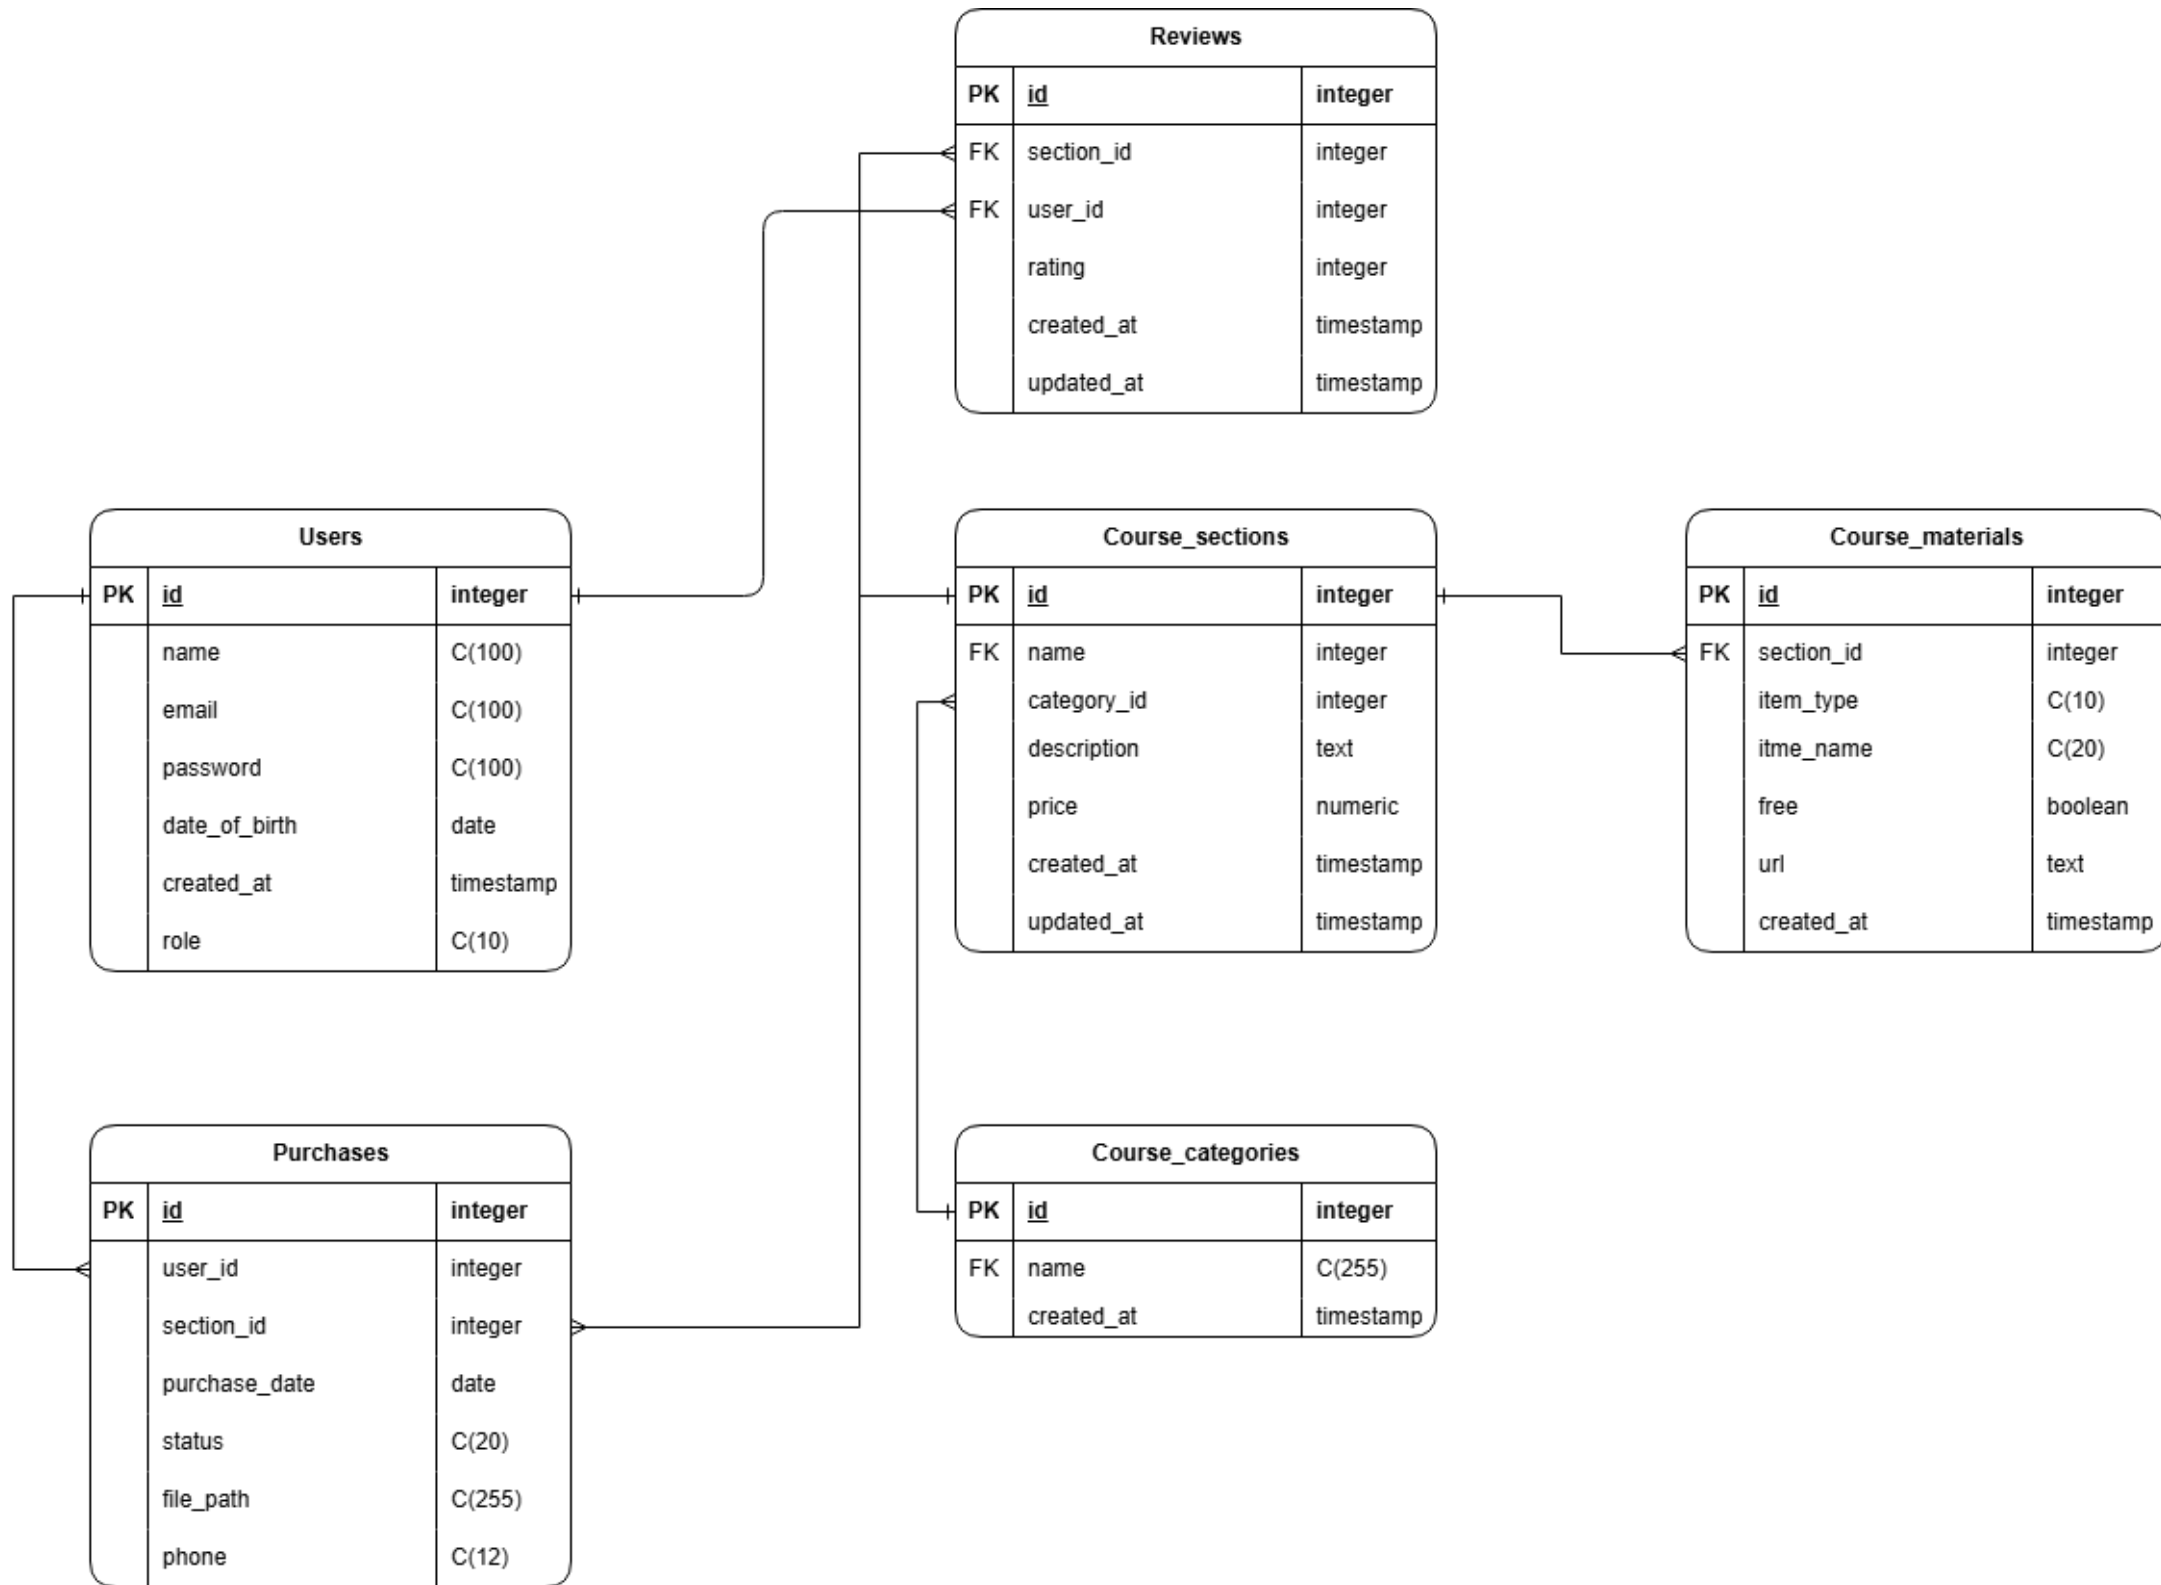 Reviews
PK id integer
FK section_id integer
FK user_id integer
rating integer
created_at timestamp
updated_at timestamp
Users
PK id integer
name C(100)
email C(100)
password C(100)
date_of_birth date
created_at timestamp
role C(10)
Course_sections
PK id integer
FK name integer
category_id integer
description text
price numeric
created_at timestamp
updated_at timestamp
Course_materials
PK id integer
FK section_id integer
item_type C(10)
itme_name C(20)
free boolean
url text
created_at timestamp
Purchases
PK id integer
user_id integer
section_id integer
purchase_date date
status C(20)
file_path C(255)
phone C(12)
Course_categories
PK id integer
FK name C(255)
created_at timestamp